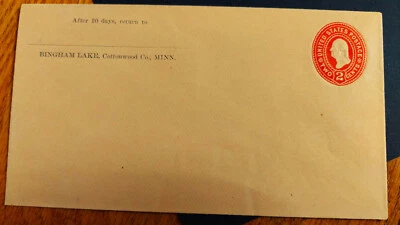 After 10 days, return to
BINGHAM LAKE, Cottonwood Co., MINN.
UNITED STATES POSTAGE
TWO
2
CENTS